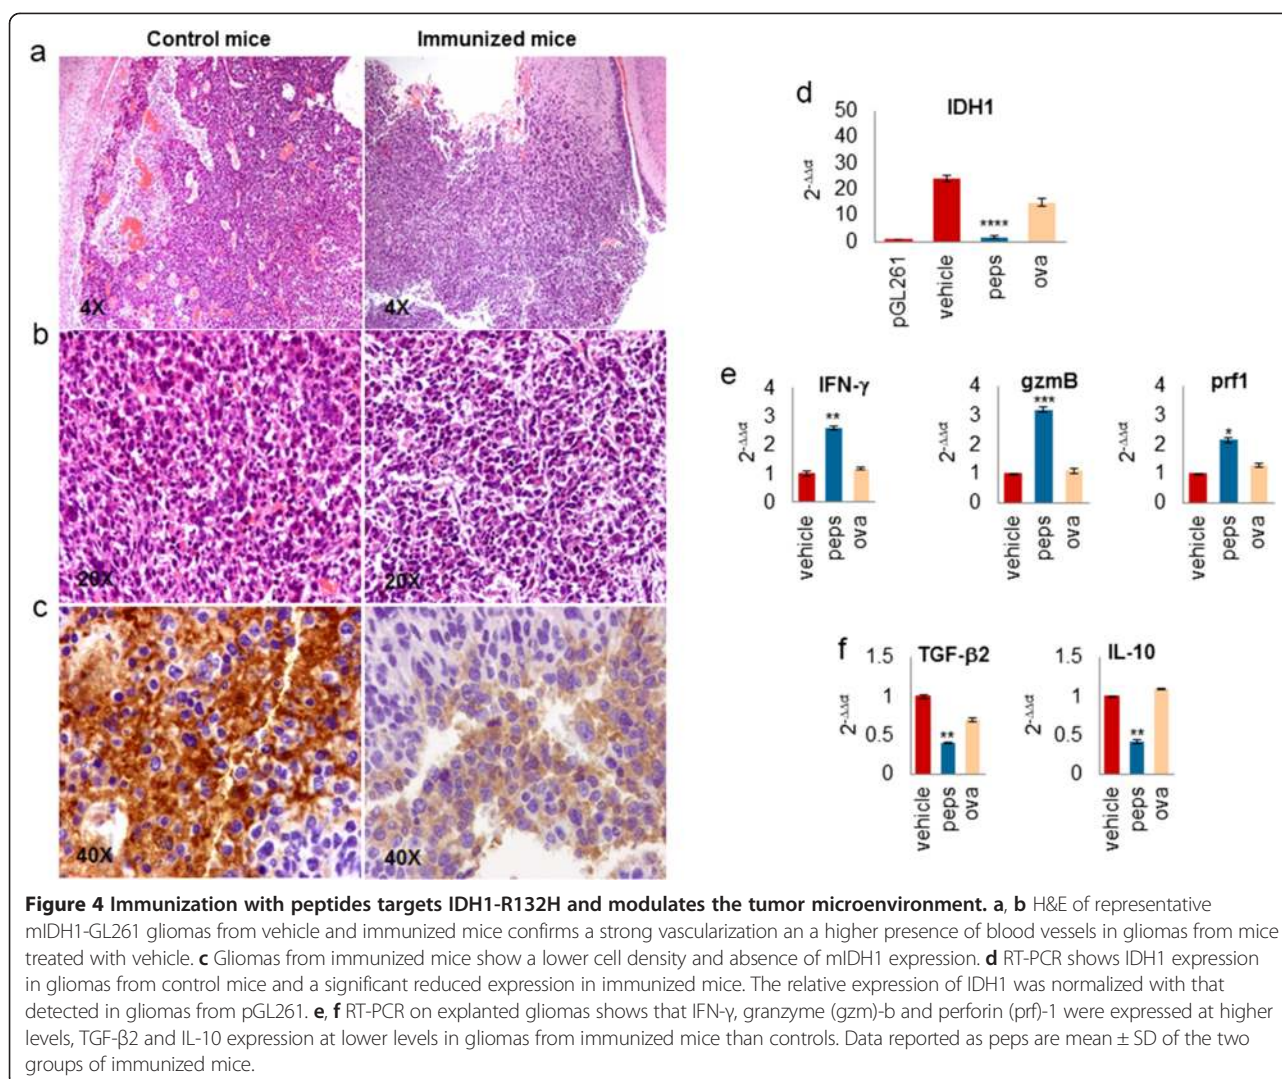 Control mice
Immunized mice
a
4X
4X
b
20X
20X
c
40X
40X
d
IDH1
2-ΔΔct
50
40
30
20
10
0
****
pGL261
vehicle
peps
ova
e
IFN-γ
2-ΔΔct
4
3
2
1
0
**
vehicle
peps
ova
gzmB
2-ΔΔct
4
3
2
1
0
***
vehicle
peps
ova
prf1
2-ΔΔct
4
3
2
1
0
*
vehicle
peps
ova
f
TGF-β2
2-ΔΔct
1.5
1
0.5
0
**
vehicle
peps
ova
IL-10
2-ΔΔct
1.5
1
0.5
0
**
vehicle
peps
ova
Figure 4 Immunization with peptides targets IDH1-R132H and modulates the tumor microenvironment. a, b H&E of representative
mIDH1-GL261 gliomas from vehicle and immunized mice confirms a strong vascularization an a higher presence of blood vessels in gliomas from mice
treated with vehicle. c Gliomas from immunized mice show a lower cell density and absence of mIDH1 expression. d RT-PCR shows IDH1 expression
in gliomas from control mice and a significant reduced expression in immunized mice. The relative expression of IDH1 was normalized with that
detected in gliomas from pGL261. e, f RT-PCR on explanted gliomas shows that IFN-γ, granzyme (gzm)-b and perforin (prf)-1 were expressed at higher
levels, TGF-β2 and IL-10 expression at lower levels in gliomas from immunized mice than controls. Data reported as peps are mean ± SD of the two
groups of immunized mice.